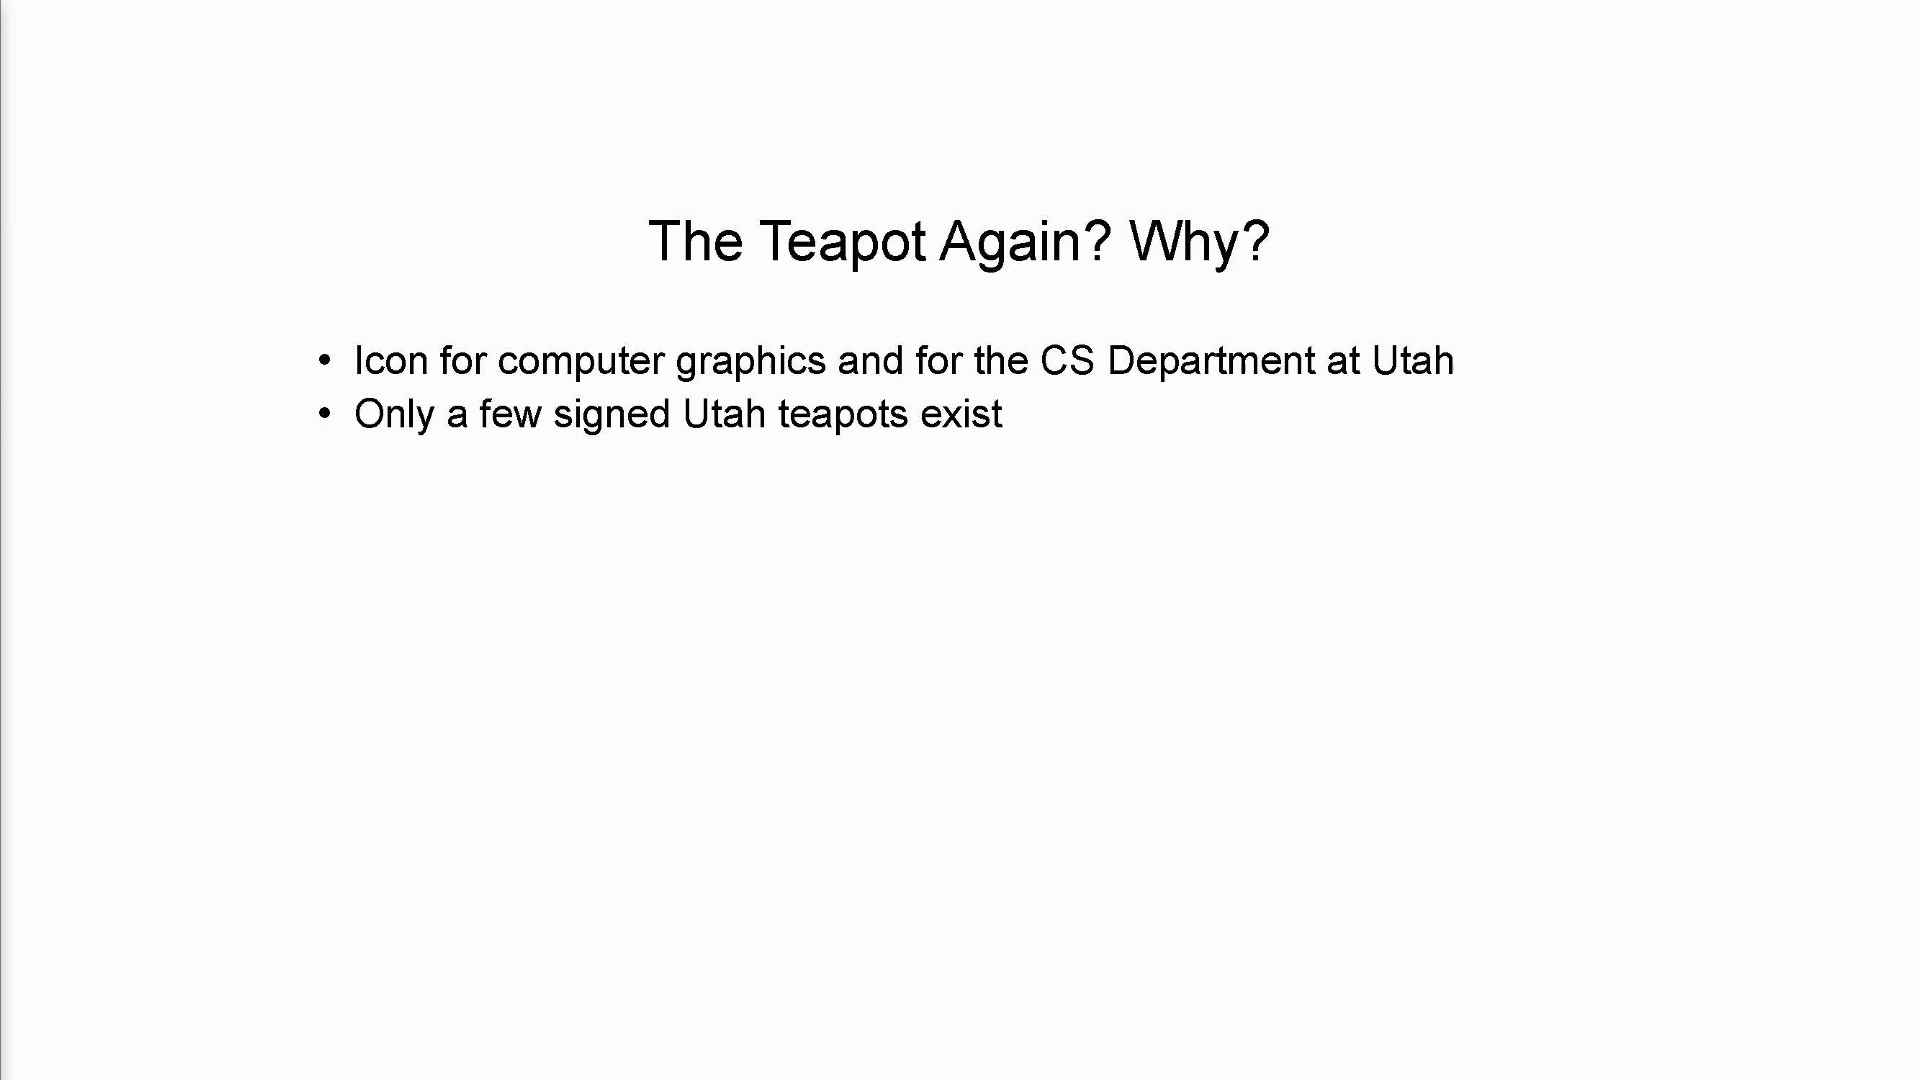 The Teapot Again? Why?
• Icon for computer graphics and for the CS Department at Utah
• Only a few signed Utah teapots exist